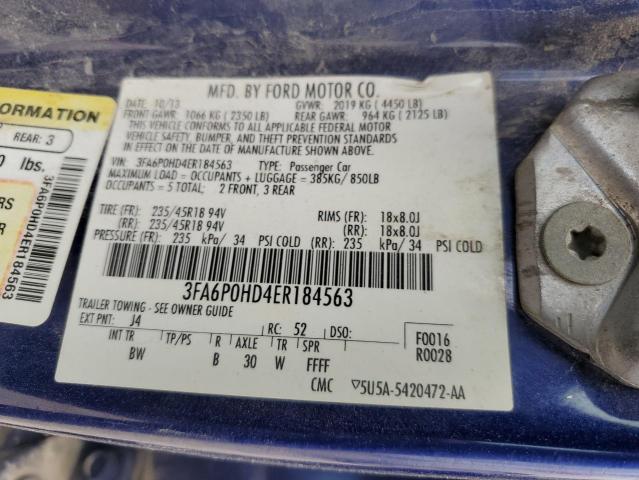 MFD. BY FORD MOTOR CO.
DATE: 10/13 GVWR: 2019 KG ( 4450 LB)
FRONT GAWR: 1066 KG ( 2350 LB) REAR GAWR: 964 KG ( 2125 LB)
THIS VEHICLE CONFORMS TO ALL APPLICABLE FEDERAL MOTOR
VEHICLE SAFETY, BUMPER, AND THEFT PREVENTION STANDARDS
IN EFFECT ON THE DATE OF MANUFACTURE SHOWN ABOVE.
VIN: 3FA6P0HD4ER184563 TYPE: Passenger Car
MAXIMUM LOAD = OCCUPANTS + LUGGAGE = 385KG/ 850LB
OCCUPANTS = 5 TOTAL; 2 FRONT, 3 REAR
TIRE (FR): 235/45R18 94V RIMS (FR): 18x8.0J
(RR): 235/45R18 94V (RR): 18x8.0J
PRESSURE (FR): 235 kPa/ 34 PSI COLD (RR): 235 kPa/ 34 PSI COLD
3FA6P0HD4ER184563
TRAILER TOWING - SEE OWNER GUIDE
EXT PNT: J4 RC: 52 DSO:
F0016
R0028
INT TR TP/PS R AXLE TR SPR
BW B 30 W FFFF
CMC ▽5U5A-5420472-AA
FORMATION
REAR: 3
0 lbs.
3FA6P0HD4ER184563